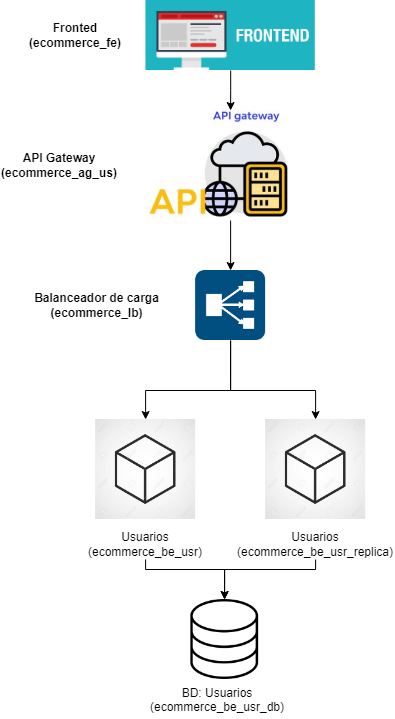 Fronted
(ecommerce_fe)
FRONTEND
API gateway
API Gateway
(ecommerce_ag_us)
API
Balanceador de carga
(ecommerce_lb)
Usuarios
(ecommerce_be_usr)
Usuarios
(ecommerce_be_usr_replica)
BD: Usuarios
(ecommerce_be_usr_db)